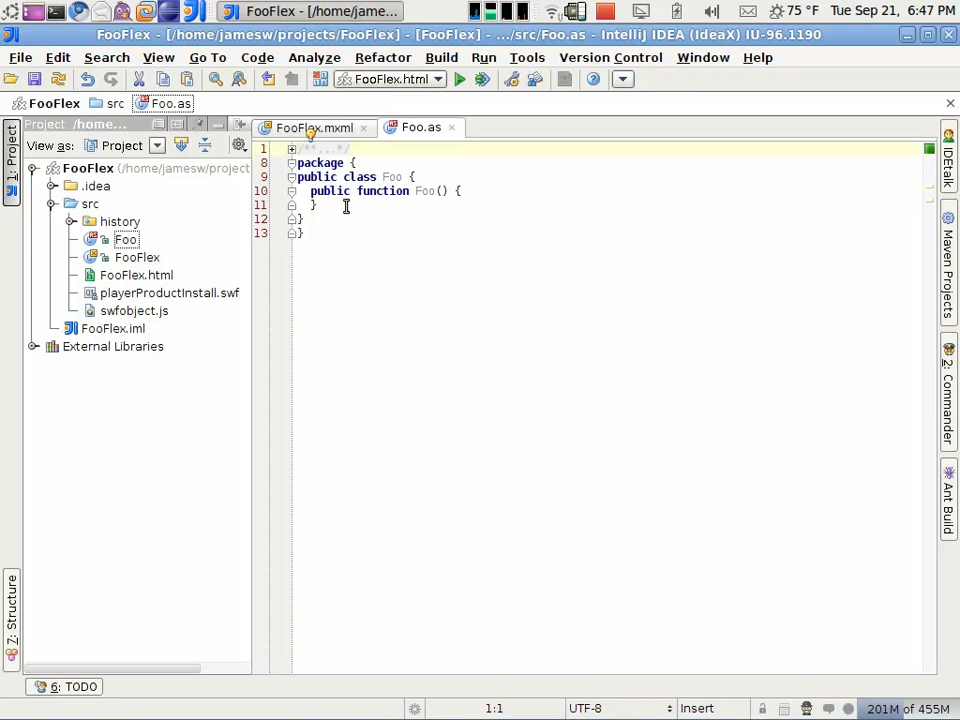 FooFlex - [/home/jame...
75 °F
Tue Sep 21, 6:47 PM
FooFlex - [/home/jamesw/projects/FooFlex] - [FooFlex] - .../src/Foo.as - IntelliJ IDEA (IdeaX) IU-96.1190
File Edit Search View Go To Code Analyze Refactor Build Run Tools Version Control Window Help
FooFlex.html
FooFlex src Foo.as
Project /home...
FooFlex.mxml
Foo.as
View as: Project
FooFlex (/home/jamesw/project
.idea
src
history
Foo
FooFlex
FooFlex.html
playerProductInstall.swf
swfobject.js
FooFlex.iml
External Libraries
1 /**...*/
8 package {
9 public class Foo {
10 public function Foo() {
11 }
12 }
13 }
1: Project
7: Structure
IDEtalk
Maven Projects
2: Commander
Ant Build
6: TODO
1:1
UTF-8
Insert
201M of 455M